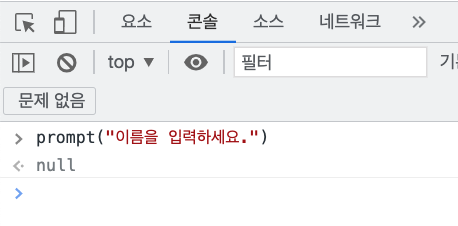 요소 콘솔 소스 네트워크 »
top ▼ 필터 기
문제 없음
> prompt("이름을 입력하세요.")
<· null
>